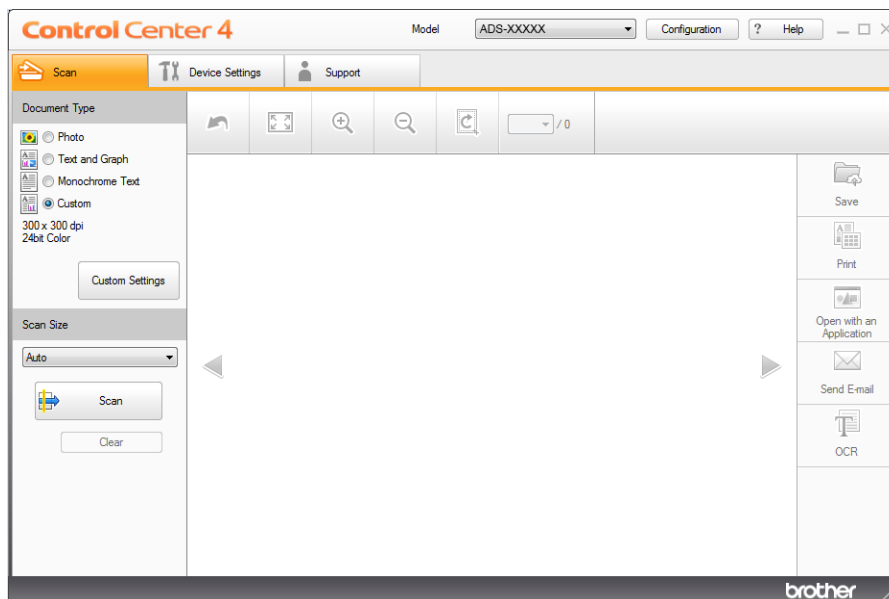 Control Center 4
Model
ADS-XXXXX
Configuration
? Help
Scan
Device Settings
Support
Document Type
Photo
Text and Graph
Monochrome Text
Custom
300 x 300 dpi
24bit Color
Custom Settings
Scan Size
Auto
Scan
Clear
/ 0
Save
Print
Open with an
Application
Send E-mail
OCR
brother